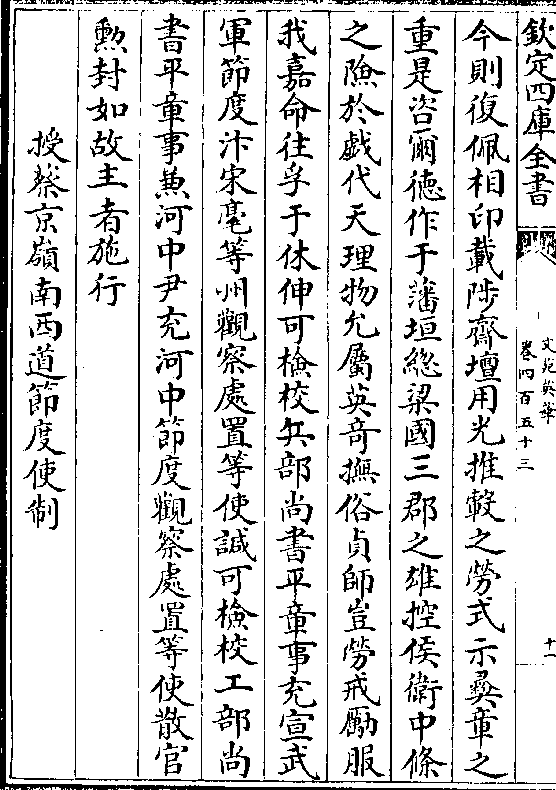 欽定四庫全書
文苑英華
卷四百五十三
十一
今則復佩相印載陟齋壇用光推轂之勞式示彛章之
重是咨爾德作于藩垣總梁國三郡之雄控侯衛中條
之險於戯代天理物允屬英竒撫俗貞師豈勞戒勵服
我嘉命往孚于休伸可檢校兵部尚書平章事充宣武
軍節度汴宋亳等州觀察處置等使諴可檢校工部尚
書平章事兼河中尹充河中節度觀察處置等使散官
勲封如故主者施行
授蔡京嶺南西道節度使制